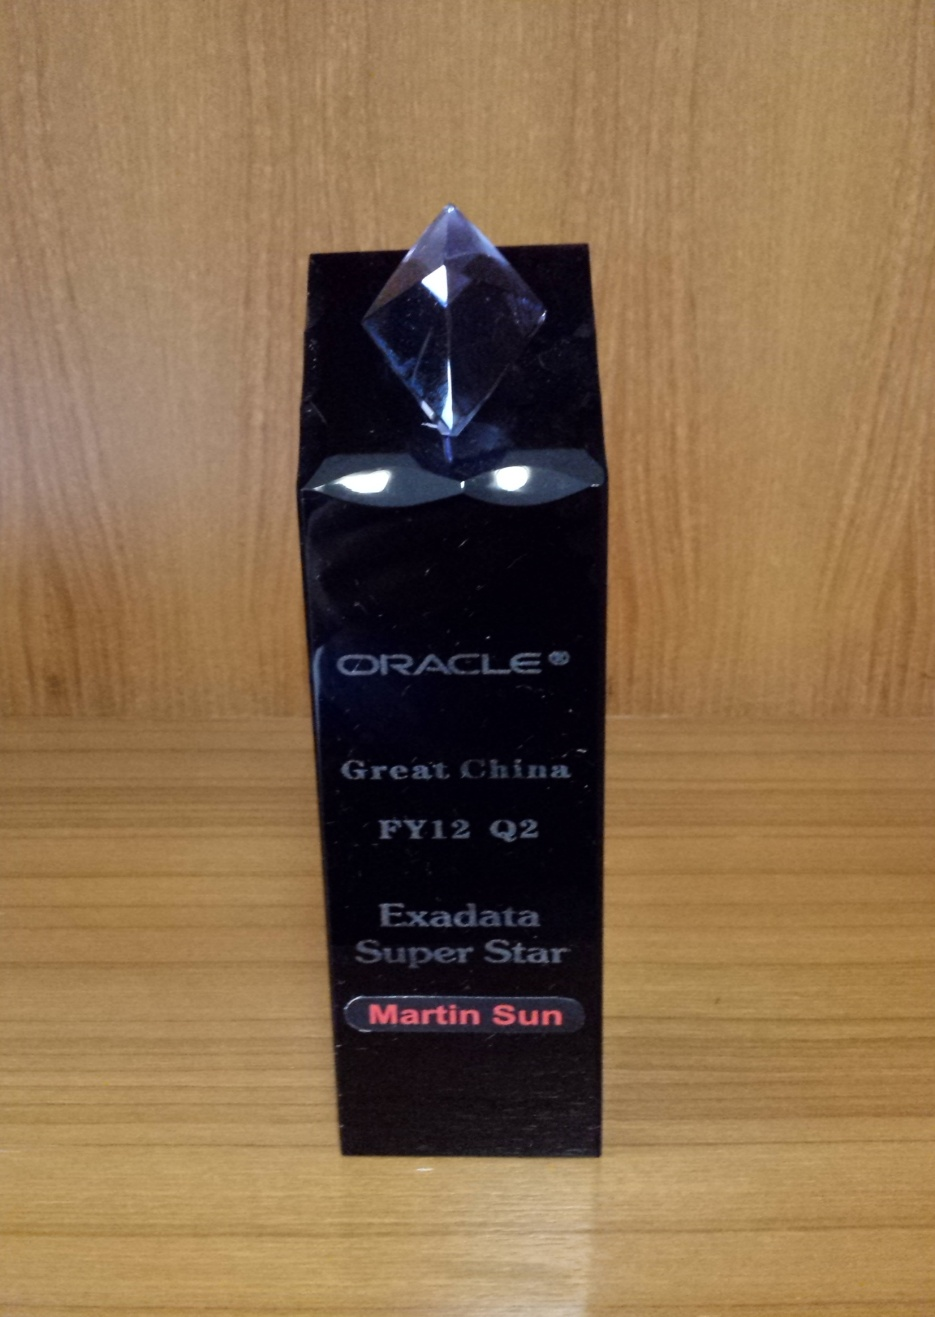 ORACLE®
Great China
FY12 Q2
Exadata
Super Star
Martin Sun